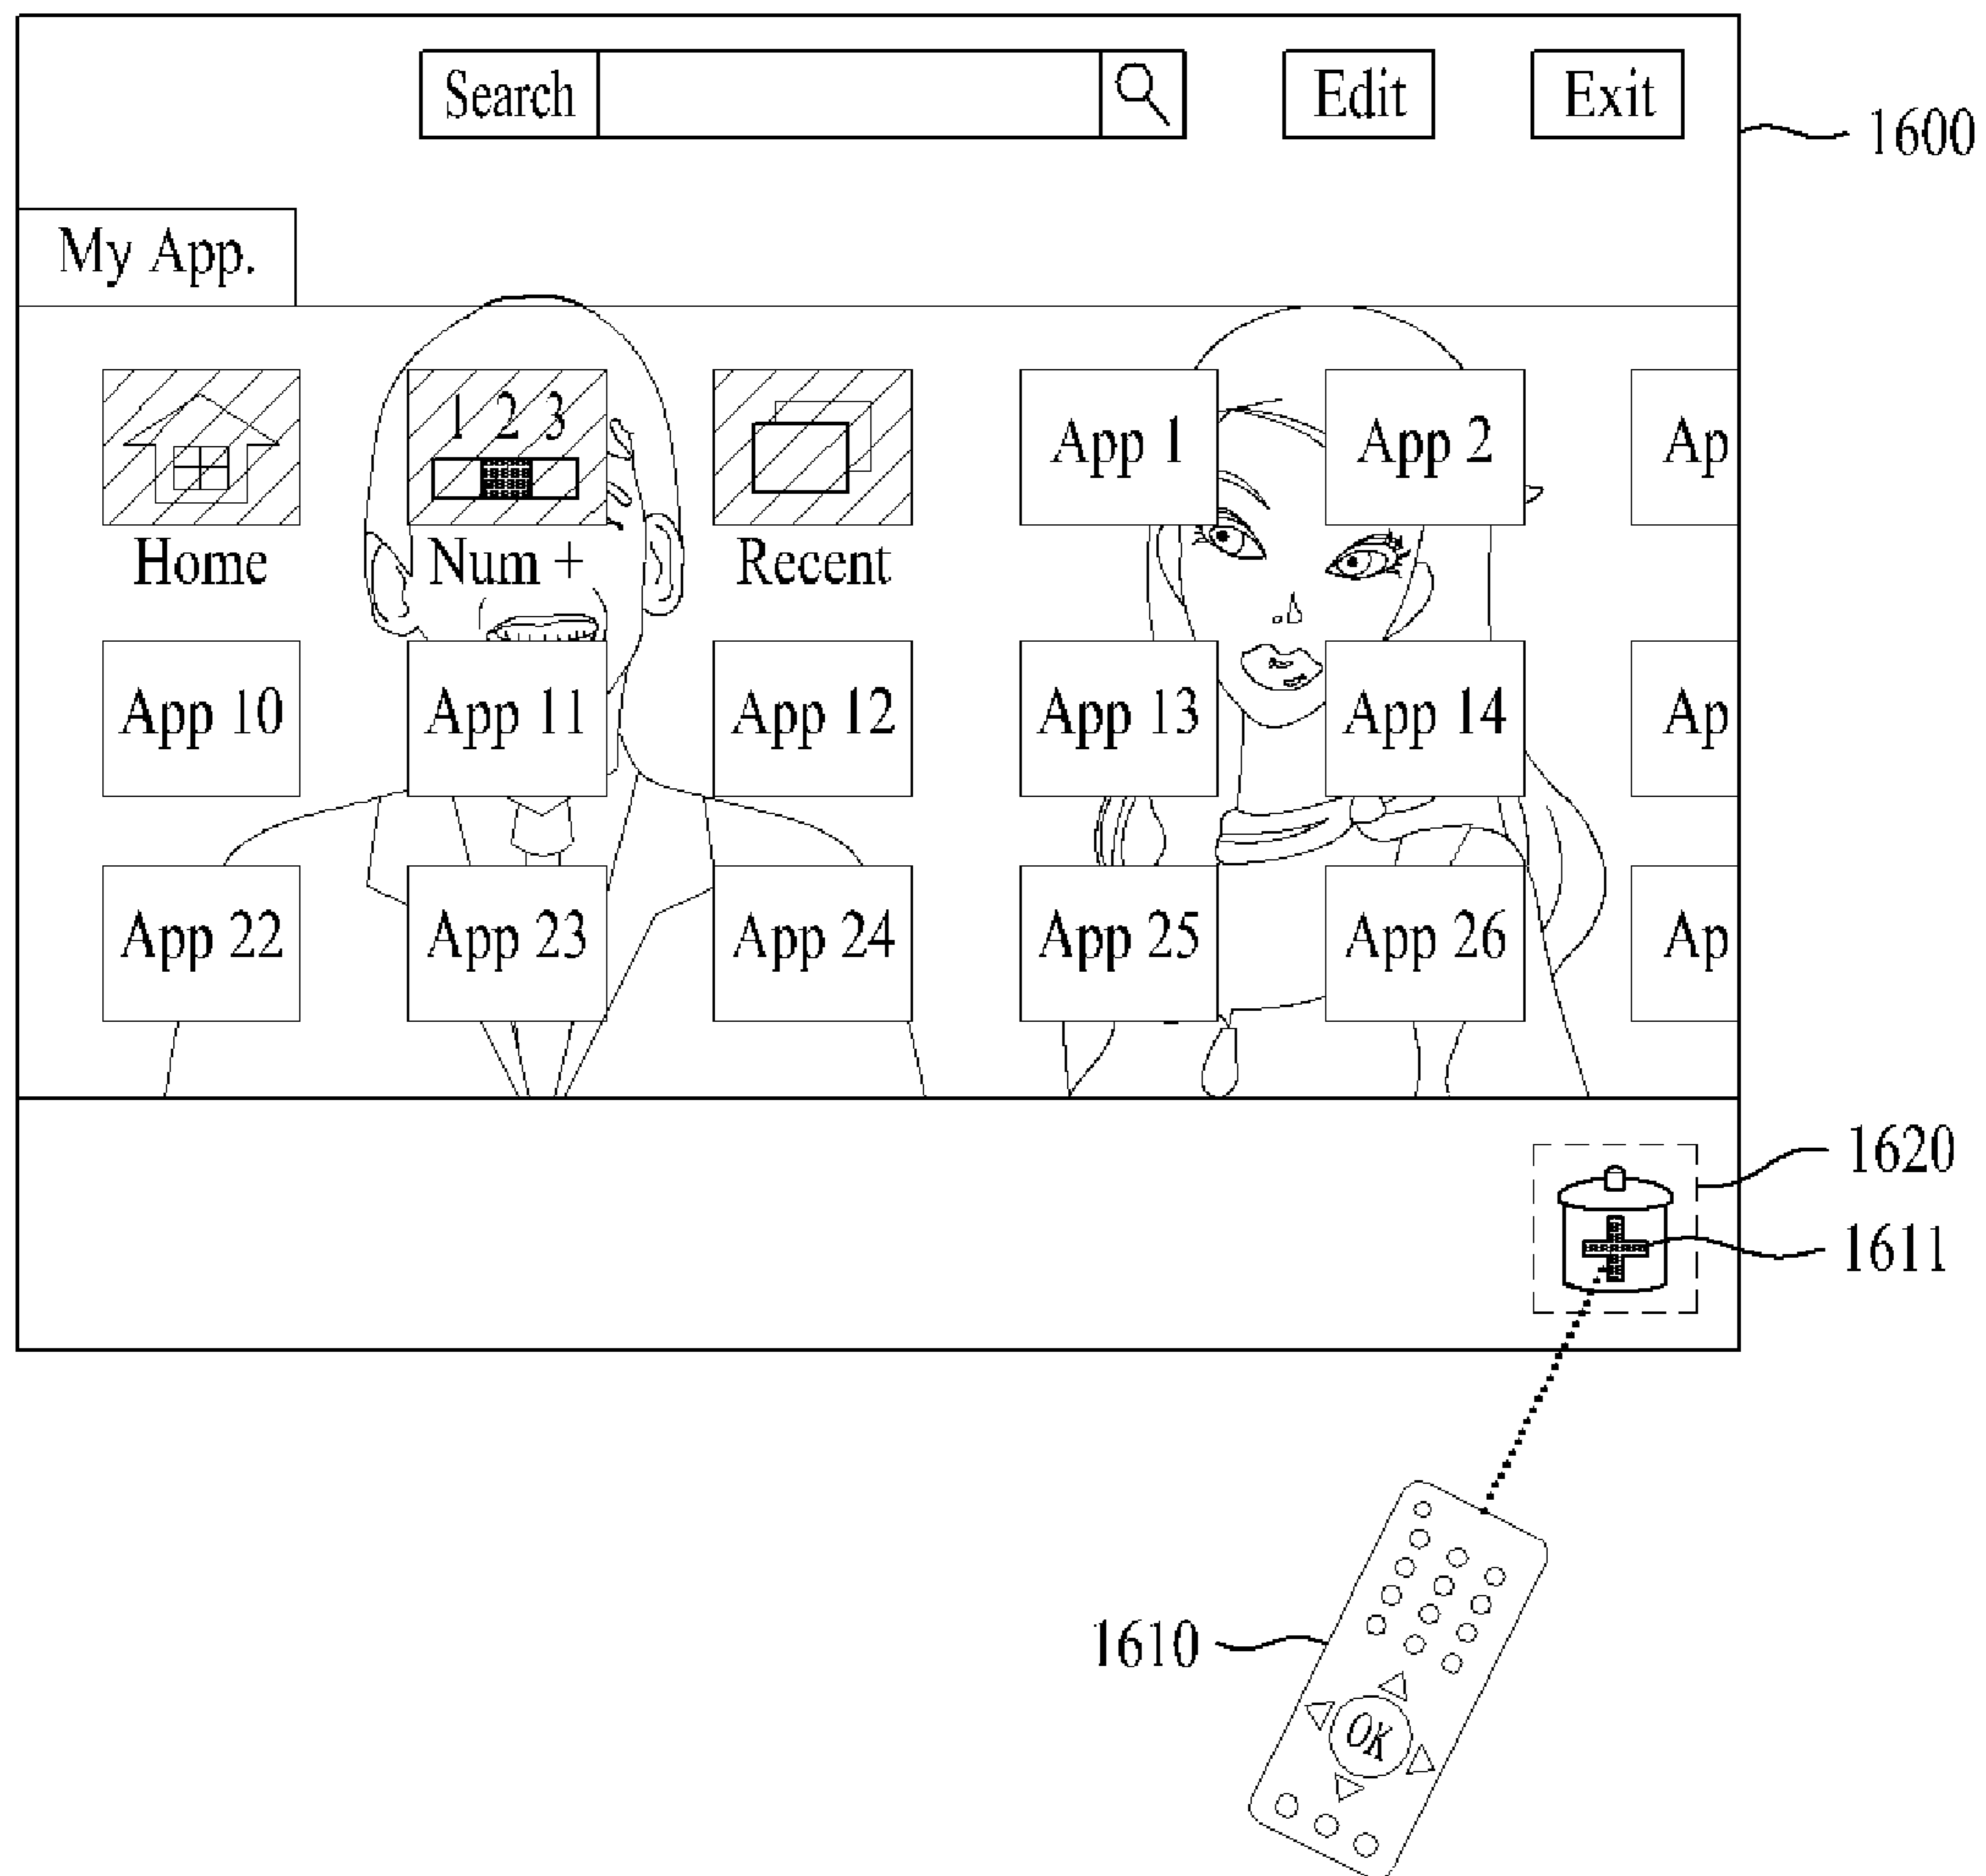 Search Edit Exit
1600
My App.
1 2 3 App 1 App 2 Ap
Home Num + Recent
App 10 App 11 App 12 App 13 App 14 Ap
App 22 App 23 App 24 App 25 App 26 Ap
1620
1611
1610
OK